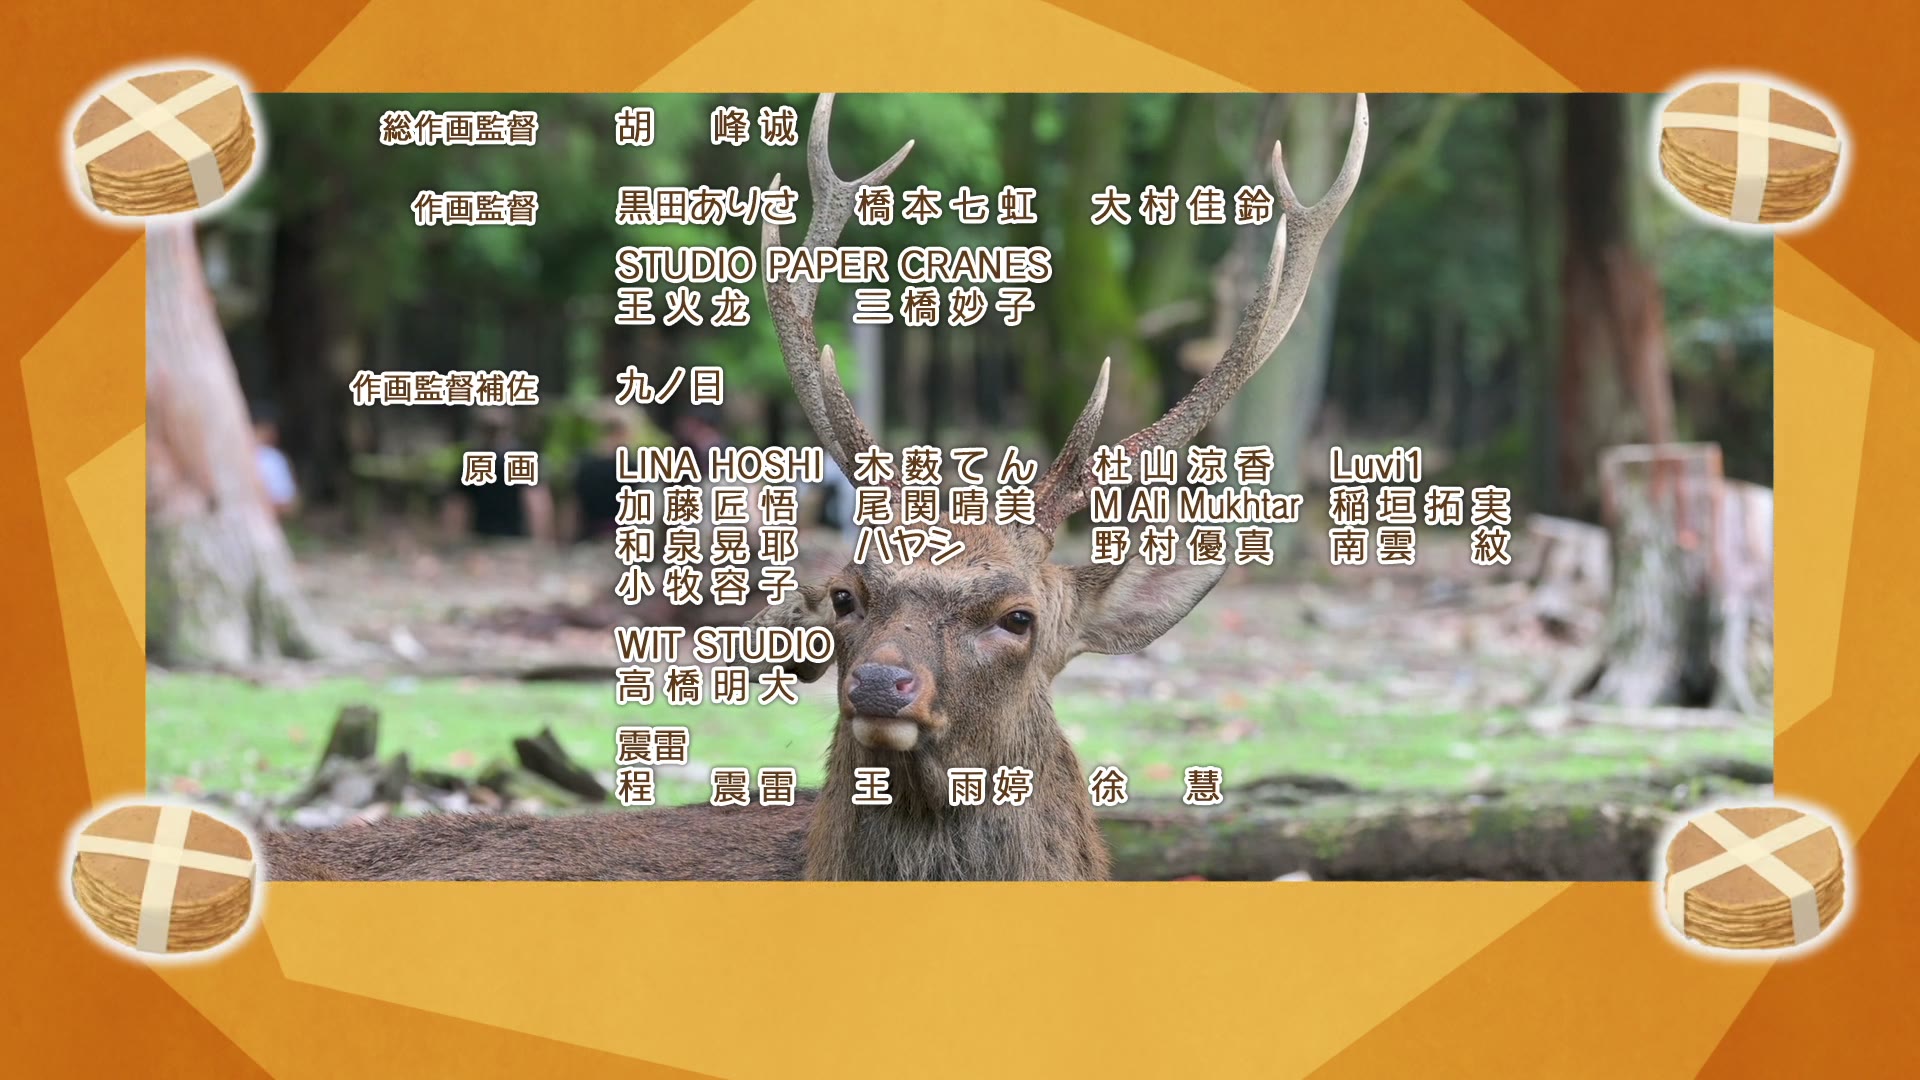 総作画監督 胡 峰诚
作画監督 黒田ありさ 橋本七虹 大村佳鈴
STUDIO PAPER CRANES
王火龙 三橋妙子
作画監督補佐 九ノ日
原画 LINA HOSHI 木薮てん 杜山涼香 Luvi1
加藤匠悟 尾関晴美 M Ali Mukhtar 稲垣拓実
和泉晃耶 ハヤシ 野村優真 南雲 紋
小牧容子
WIT STUDIO
高橋明大
震雷
程 震雷 王 雨婷 徐 慧